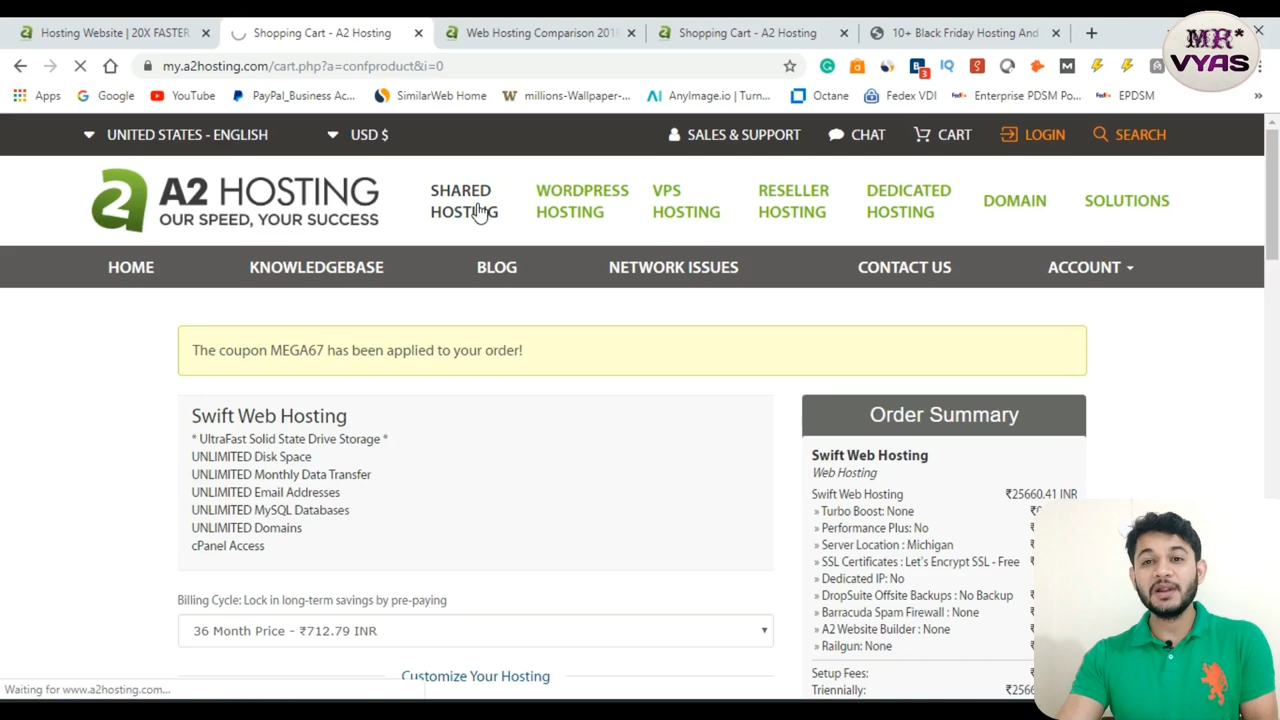 Hosting Website | 20X FASTER
Shopping Cart - A2 Hosting
Web Hosting Comparison 201
Shopping Cart - A2 Hosting
10+ Black Friday Hosting And
MR*
VYAS
my.a2hosting.com/cart.php?a=confproduct&i=0
3
Apps
Google
YouTube
PayPal_Business Ac...
SimilarWeb Home
millions-Wallpaper-...
AnyImage.io | Turn...
Octane
Fedex VDI
Enterprise PDSM Po...
EPDSM
UNITED STATES - ENGLISH
USD $
SALES & SUPPORT
CHAT
CART
LOGIN
SEARCH
A2 HOSTING
OUR SPEED, YOUR SUCCESS
SHARED
HOSTING
WORDPRESS
HOSTING
VPS
HOSTING
RESELLER
HOSTING
DEDICATED
HOSTING
DOMAIN
SOLUTIONS
HOME
KNOWLEDGEBASE
BLOG
NETWORK ISSUES
CONTACT US
ACCOUNT
The coupon MEGA67 has been applied to your order!
Swift Web Hosting
* UltraFast Solid State Drive Storage *
UNLIMITED Disk Space
UNLIMITED Monthly Data Transfer
UNLIMITED Email Addresses
UNLIMITED MySQL Databases
UNLIMITED Domains
cPanel Access
Billing Cycle: Lock in long-term savings by pre-paying
36 Month Price - ₹712.79 INR
Customize Your Hosting
Order Summary
Swift Web Hosting
Web Hosting
Swift Web Hosting ₹25660.41 INR
» Turbo Boost: None
» Performance Plus: No
» Server Location : Michigan
» SSL Certificates : Let's Encrypt SSL - Free
» Dedicated IP: No
» DropSuite Offsite Backups : No Backup
» Barracuda Spam Firewall : None
» A2 Website Builder : None
» Railgun: None
Setup Fees:
Triennially:
Waiting for www.a2hosting.com...